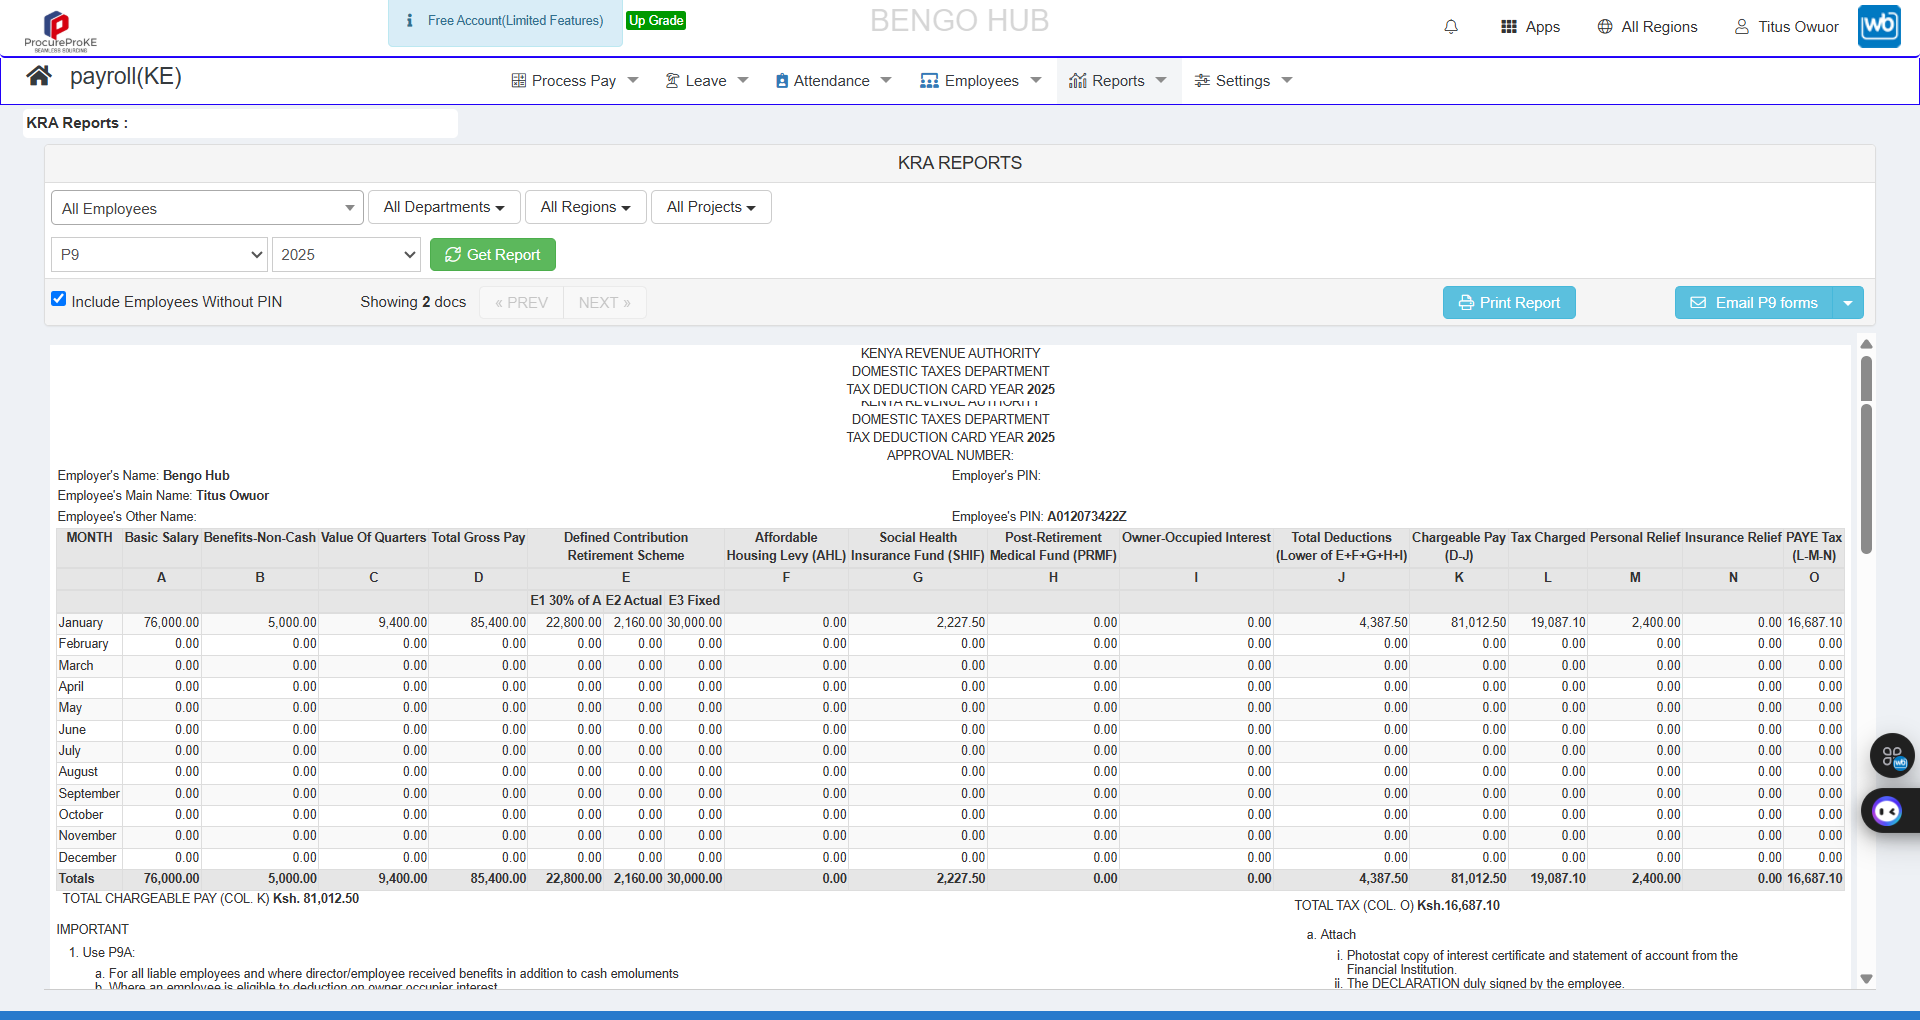 ProcureProKE
SEAMLESS SOURCING
Free Account(Limited Features)
Up Grade
BENGO HUB
Apps
All Regions
Titus Owuor
wb
payroll(KE)
Process Pay
Leave
Attendance
Employees
Reports
Settings
KRA Reports :
KRA REPORTS
All Employees
All Departments
All Regions
All Projects
P9
2025
Get Report
Include Employees Without PIN
Showing 2 docs
« PREV
NEXT »
Print Report
Email P9 forms
KENYA REVENUE AUTHORITY
DOMESTIC TAXES DEPARTMENT
TAX DEDUCTION CARD YEAR 2025
KENYA REVENUE AUTHORITY
DOMESTIC TAXES DEPARTMENT
TAX DEDUCTION CARD YEAR 2025
APPROVAL NUMBER:
Employer's Name: Bengo Hub Employer's PIN:
Employee's Main Name: Titus Owuor
Employee's Other Name: Employee's PIN: A012073422Z
MONTH Basic Salary Benefits-Non-Cash Value Of Quarters Total Gross Pay Defined Contribution Affordable Social Health Post-Retirement Owner-Occupied Interest Total Deductions Chargeable Pay Tax Charged Personal Relief Insurance Relief PAYE Tax
Retirement Scheme Housing Levy (AHL) Insurance Fund (SHIF) Medical Fund (PRMF) (Lower of E+F+G+H+I) (D-J) (L-M-N)
A B C D E F G H I J K L M N O
E1 30% of A E2 Actual E3 Fixed
January 76,000.00 5,000.00 9,400.00 85,400.00 22,800.00 2,160.00 30,000.00 0.00 2,227.50 0.00 0.00 4,387.50 81,012.50 19,087.10 2,400.00 0.00 16,687.10
February 0.00 0.00 0.00 0.00 0.00 0.00 0.00 0.00 0.00 0.00 0.00 0.00 0.00 0.00 0.00 0.00 0.00
March 0.00 0.00 0.00 0.00 0.00 0.00 0.00 0.00 0.00 0.00 0.00 0.00 0.00 0.00 0.00 0.00 0.00
April 0.00 0.00 0.00 0.00 0.00 0.00 0.00 0.00 0.00 0.00 0.00 0.00 0.00 0.00 0.00 0.00 0.00
May 0.00 0.00 0.00 0.00 0.00 0.00 0.00 0.00 0.00 0.00 0.00 0.00 0.00 0.00 0.00 0.00 0.00
June 0.00 0.00 0.00 0.00 0.00 0.00 0.00 0.00 0.00 0.00 0.00 0.00 0.00 0.00 0.00 0.00 0.00
July 0.00 0.00 0.00 0.00 0.00 0.00 0.00 0.00 0.00 0.00 0.00 0.00 0.00 0.00 0.00 0.00 0.00
August 0.00 0.00 0.00 0.00 0.00 0.00 0.00 0.00 0.00 0.00 0.00 0.00 0.00 0.00 0.00 0.00 0.00
September 0.00 0.00 0.00 0.00 0.00 0.00 0.00 0.00 0.00 0.00 0.00 0.00 0.00 0.00 0.00 0.00 0.00
October 0.00 0.00 0.00 0.00 0.00 0.00 0.00 0.00 0.00 0.00 0.00 0.00 0.00 0.00 0.00 0.00 0.00
November 0.00 0.00 0.00 0.00 0.00 0.00 0.00 0.00 0.00 0.00 0.00 0.00 0.00 0.00 0.00 0.00 0.00
December 0.00 0.00 0.00 0.00 0.00 0.00 0.00 0.00 0.00 0.00 0.00 0.00 0.00 0.00 0.00 0.00 0.00
Totals 76,000.00 5,000.00 9,400.00 85,400.00 22,800.00 2,160.00 30,000.00 0.00 2,227.50 0.00 0.00 4,387.50 81,012.50 19,087.10 2,400.00 0.00 16,687.10
TOTAL CHARGEABLE PAY (COL. K) Ksh. 81,012.50
TOTAL TAX (COL. O) Ksh.16,687.10
IMPORTANT
1. Use P9A:
a. For all liable employees and where director/employee received benefits in addition to cash emoluments
b. Where an employee is eligible to deduction on owner occupier interest
a. Attach
i. Photostat copy of interest certificate and statement of account from the
Financial Institution.
ii. The DECLARATION duly signed by the employee.
wb